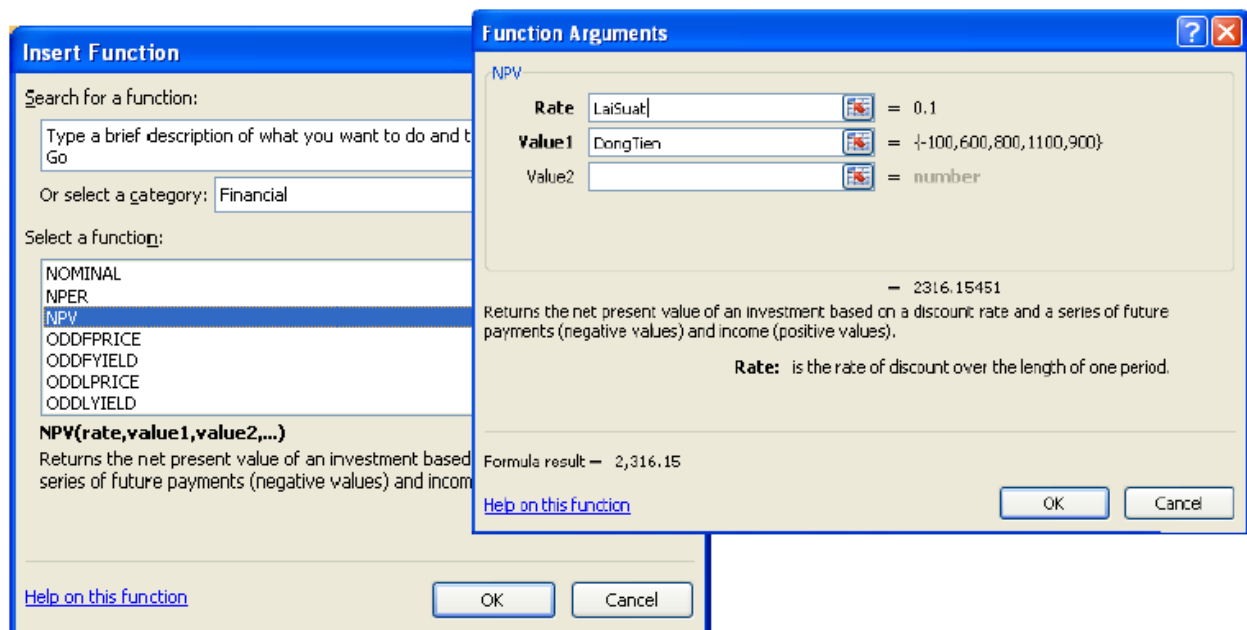 Insert Function
Search for a function:
Type a brief description of what you want to do and t
Go
Or select a category: Financial
Select a function:
NOMINAL
NPER
NPV
ODDFPRICE
ODDFYIELD
ODDLPRICE
ODDLYIELD
NPV(rate,value1,value2,...)
Returns the net present value of an investment based
series of future payments (negative values) and incom
Help on this function
OK Cancel
Function Arguments
NPV
Rate LaiSuat = 0.1
Value1 DongTien = {-100,600,800,1100,900}
Value2 = number
= 2316.15451
Returns the net present value of an investment based on a discount rate and a series of future
payments (negative values) and income (positive values).
Rate: is the rate of discount over the length of one period.
Formula result = 2,316.15
Help on this function
OK Cancel